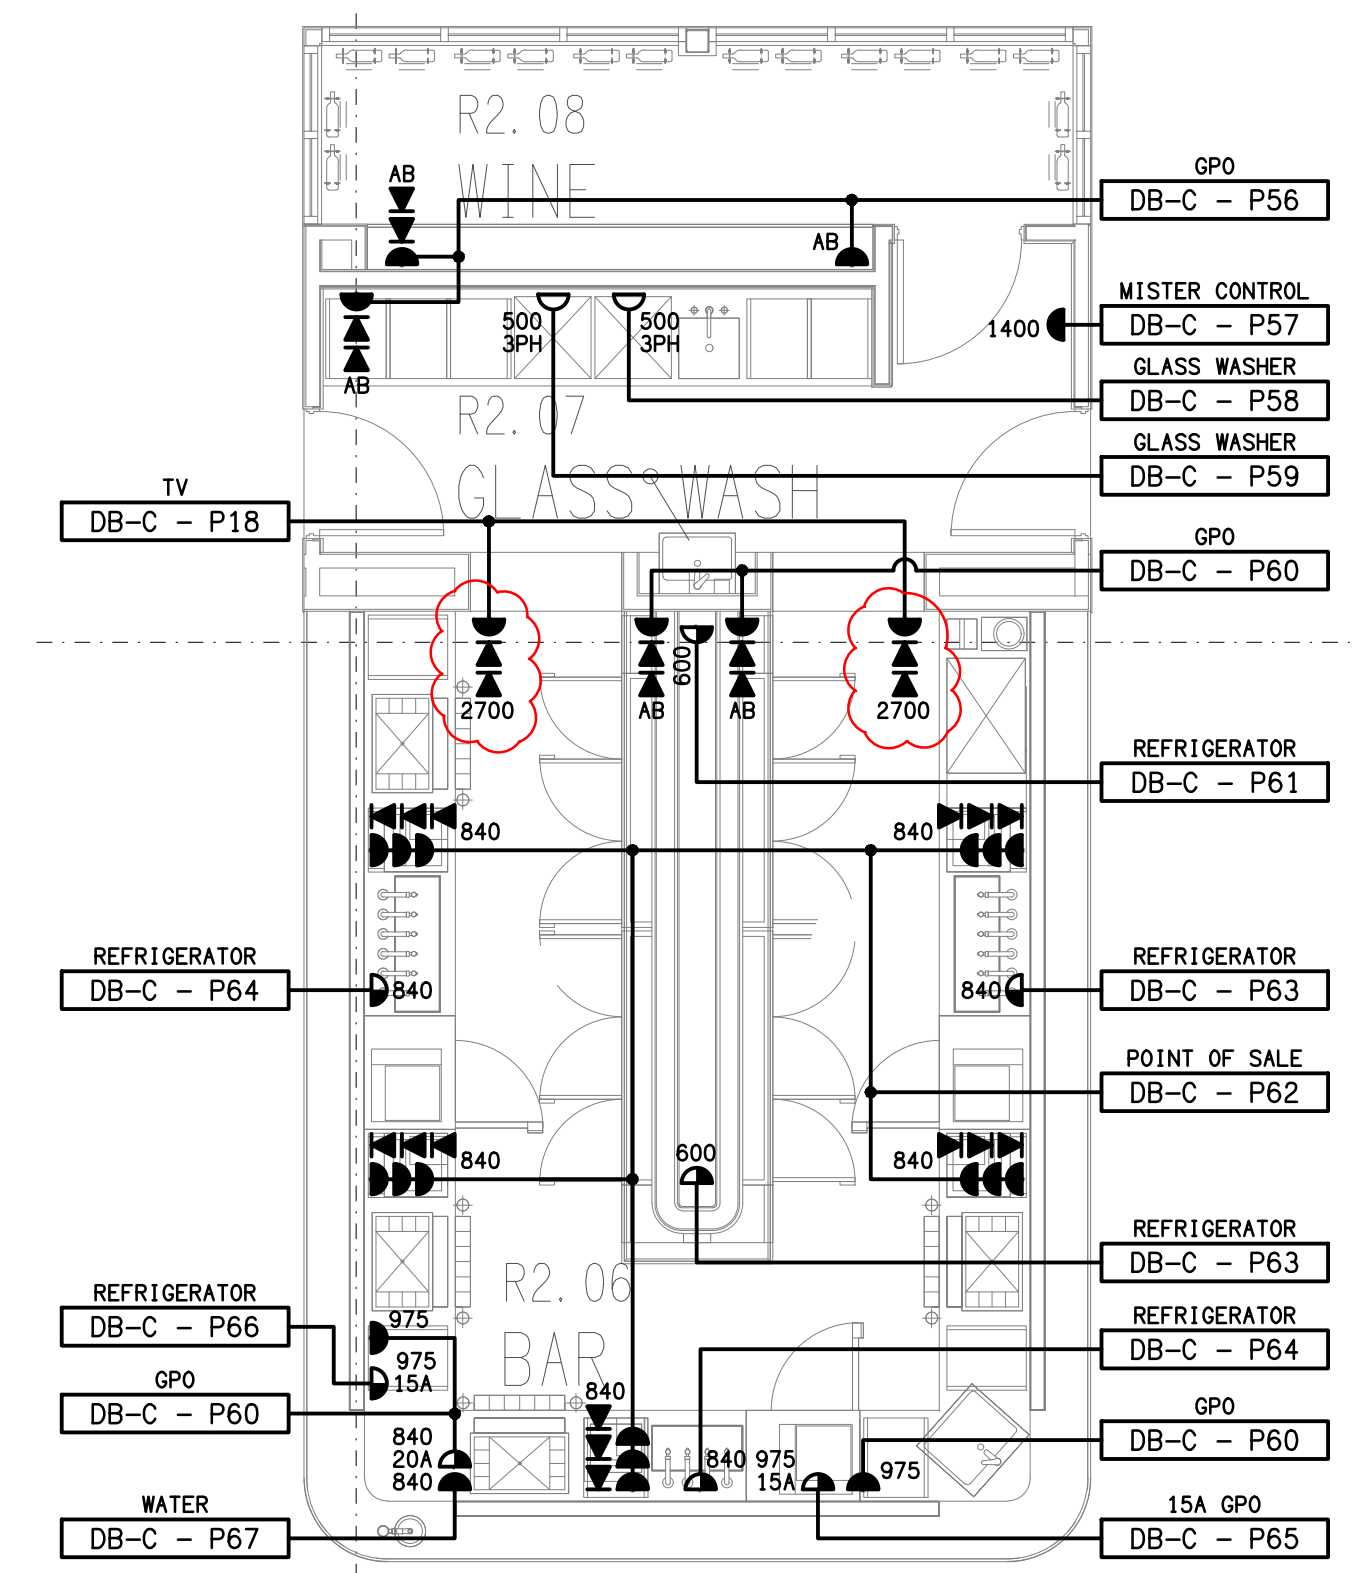 R2. 08
WINE
AB
GPO
DB-C - P56
AB
MISTER CONTROL
DB-C - P57
1400
500
3PH
500
3PH
GLASS WASHER
DB-C - P58
AB
R2. 07
GLASS WASH
GLASS WASHER
DB-C - P59
TV
DB-C - P18
GPO
DB-C - P60
600
2700
AB
AB
2700
REFRIGERATOR
DB-C - P61
840
840
REFRIGERATOR
DB-C - P64
840
840
REFRIGERATOR
DB-C - P63
POINT OF SALE
DB-C - P62
840
600
840
REFRIGERATOR
DB-C - P63
R2. 06
BAR
REFRIGERATOR
DB-C - P66
975
975
15A
REFRIGERATOR
DB-C - P64
GPO
DB-C - P60
840
GPO
DB-C - P60
840
20A
840
840
975
15A
975
WATER
DB-C - P67
15A GPO
DB-C - P65